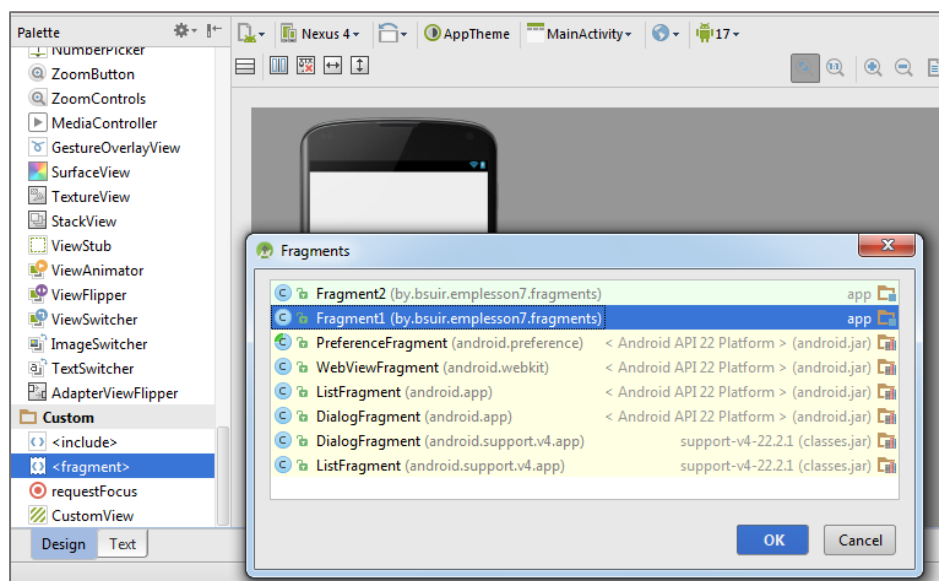 Palette
Nexus 4
AppTheme
MainActivity
17
NumberPicker
ZoomButton
ZoomControls
MediaController
GestureOverlayView
SurfaceView
TextureView
StackView
ViewStub
ViewAnimator
ViewFlipper
ViewSwitcher
ImageSwitcher
TextSwitcher
AdapterViewFlipper
Custom
<include>
<fragment>
requestFocus
CustomView
Design Text
Fragments
Fragment2 (by.bsuir.emplesson7.fragments) app
Fragment1 (by.bsuir.emplesson7.fragments) app
PreferenceFragment (android.preference) < Android API 22 Platform > (android.jar)
WebViewFragment (android.webkit) < Android API 22 Platform > (android.jar)
ListFragment (android.app) < Android API 22 Platform > (android.jar)
DialogFragment (android.app) < Android API 22 Platform > (android.jar)
DialogFragment (android.support.v4.app) support-v4-22.2.1 (classes.jar)
ListFragment (android.support.v4.app) support-v4-22.2.1 (classes.jar)
OK Cancel